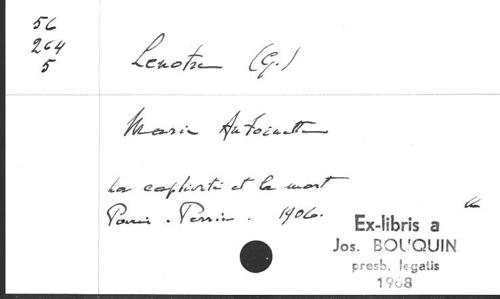 56
264
5
Lenotre (G.)
Marie Antoinette
La captivité et la mort
Paris. Perrin. 1906.
Ex-libris a
Jos. BOUQUIN
presb. legatis
1968